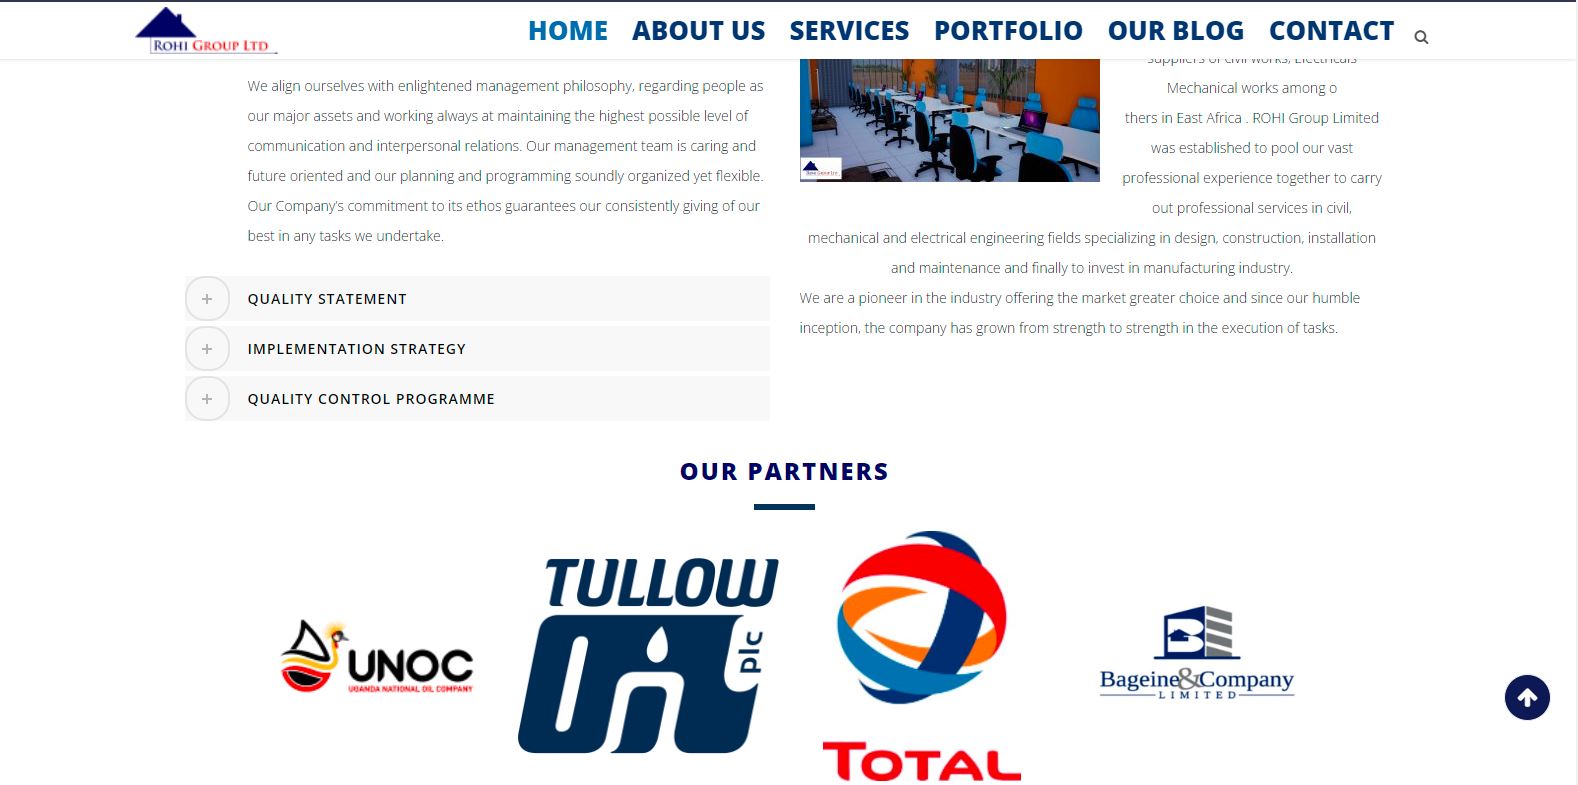 ROHI GROUP LTD
HOME ABOUT US SERVICES PORTFOLIO OUR BLOG CONTACT
We align ourselves with enlightened management philosophy, regarding people as
our major assets and working always at maintaining the highest possible level of
communication and interpersonal relations. Our management team is caring and
future oriented and our planning and programming soundly organized yet flexible.
Our Company's commitment to its ethos guarantees our consistently giving of our
best in any tasks we undertake.
QUALITY STATEMENT
IMPLEMENTATION STRATEGY
QUALITY CONTROL PROGRAMME
suppliers of civil works, Electricals
Mechanical works among o
thers in East Africa . ROHI Group Limited
was established to pool our vast
professional experience together to carry
out professional services in civil,
mechanical and electrical engineering fields specializing in design, construction, installation
and maintenance and finally to invest in manufacturing industry.
We are a pioneer in the industry offering the market greater choice and since our humble
inception, the company has grown from strength to strength in the execution of tasks.
OUR PARTNERS
UNOC
UGANDA NATIONAL OIL COMPANY
TULLOW
OIL
plc
TOTAL
B
Bageine&Company
LIMITED